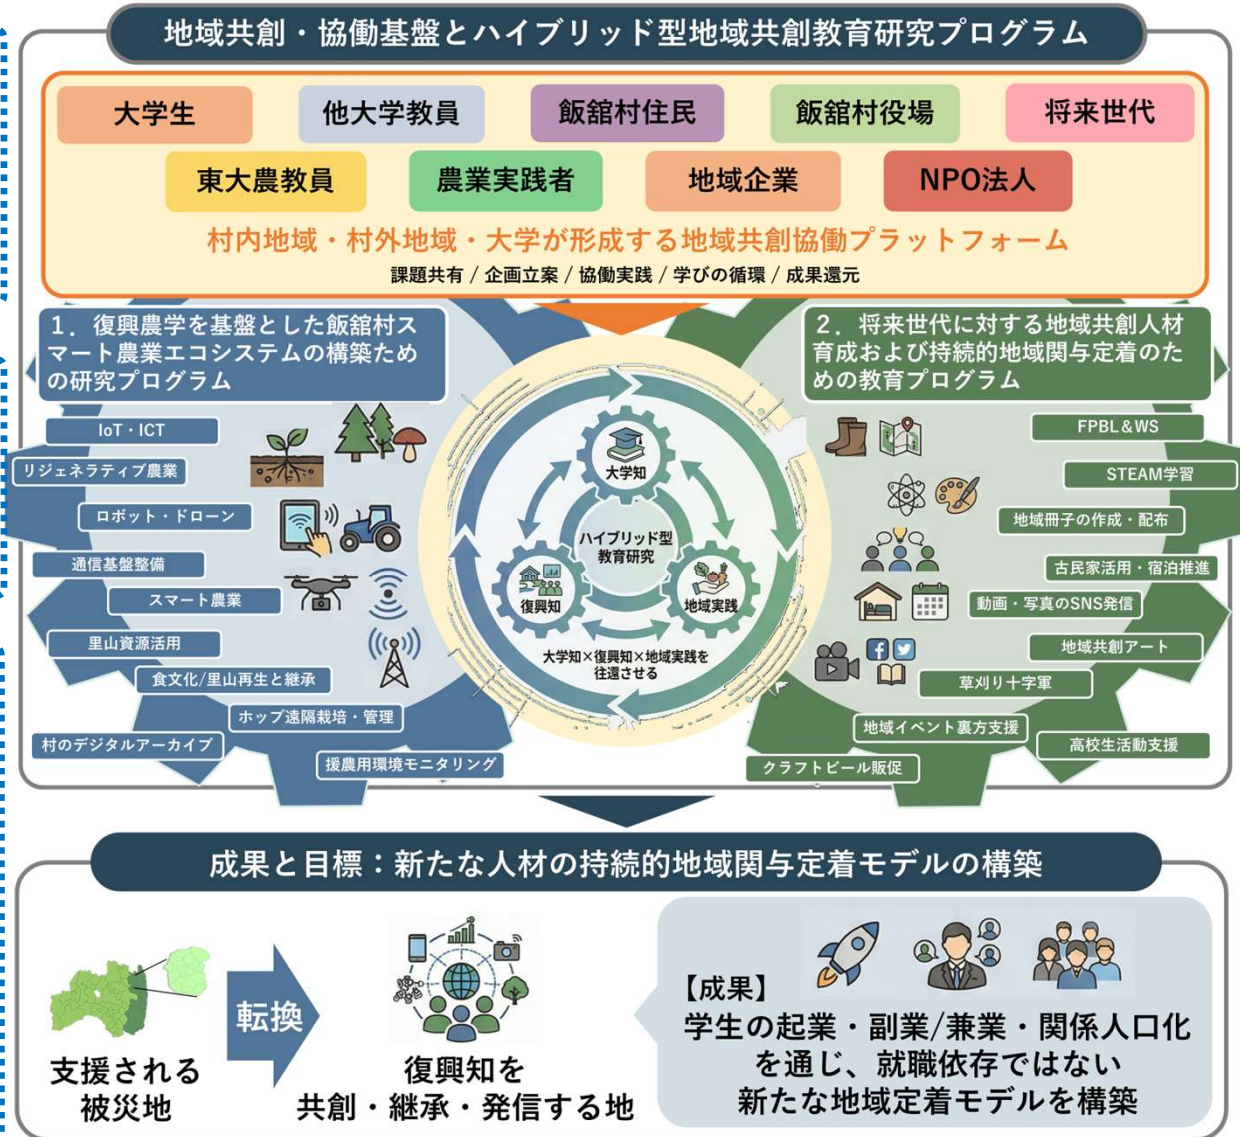 地域共創・協働基盤とハイブリッド型地域共創教育研究プログラム
大学生
他大学教員
飯舘村住民
飯舘村役場
将来世代
東大農教員
農業実践者
地域企業
NPO法人
村内地域・村外地域・大学が形成する地域共創協働プラットフォーム
課題共有 / 企画立案 / 協働実践 / 学びの循環 / 成果還元
1．復興農学を基盤とした飯舘村ス
マート農業エコシステムの構築ため
の研究プログラム
IoT・ICT
リジェネラティブ農業
ロボット・ドローン
通信基盤整備
スマート農業
里山資源活用
食文化/里山再生と継承
ホップ遠隔栽培・管理
村のデジタルアーカイブ
援農用環境モニタリング
大学知
ハイブリッド型
教育研究
復興知
地域実践
大学知×復興知×地域実践を
往還させる
2．将来世代に対する地域共創人材
育成および持続的地域関与定着のた
めの教育プログラム
FPBL＆WS
STEAM学習
地域冊子の作成・配布
古民家活用・宿泊推進
動画・写真のSNS発信
地域共創アート
草刈り十字軍
地域イベント裏方支援
高校生活動支援
クラフトビール販促
成果と目標：新たな人材の持続的地域関与定着モデルの構築
支援される
被災地
転換
復興知を
共創・継承・発信する地
【成果】
学生の起業・副業/兼業・関係人口化
を通じ、就職依存ではない
新たな地域定着モデルを構築